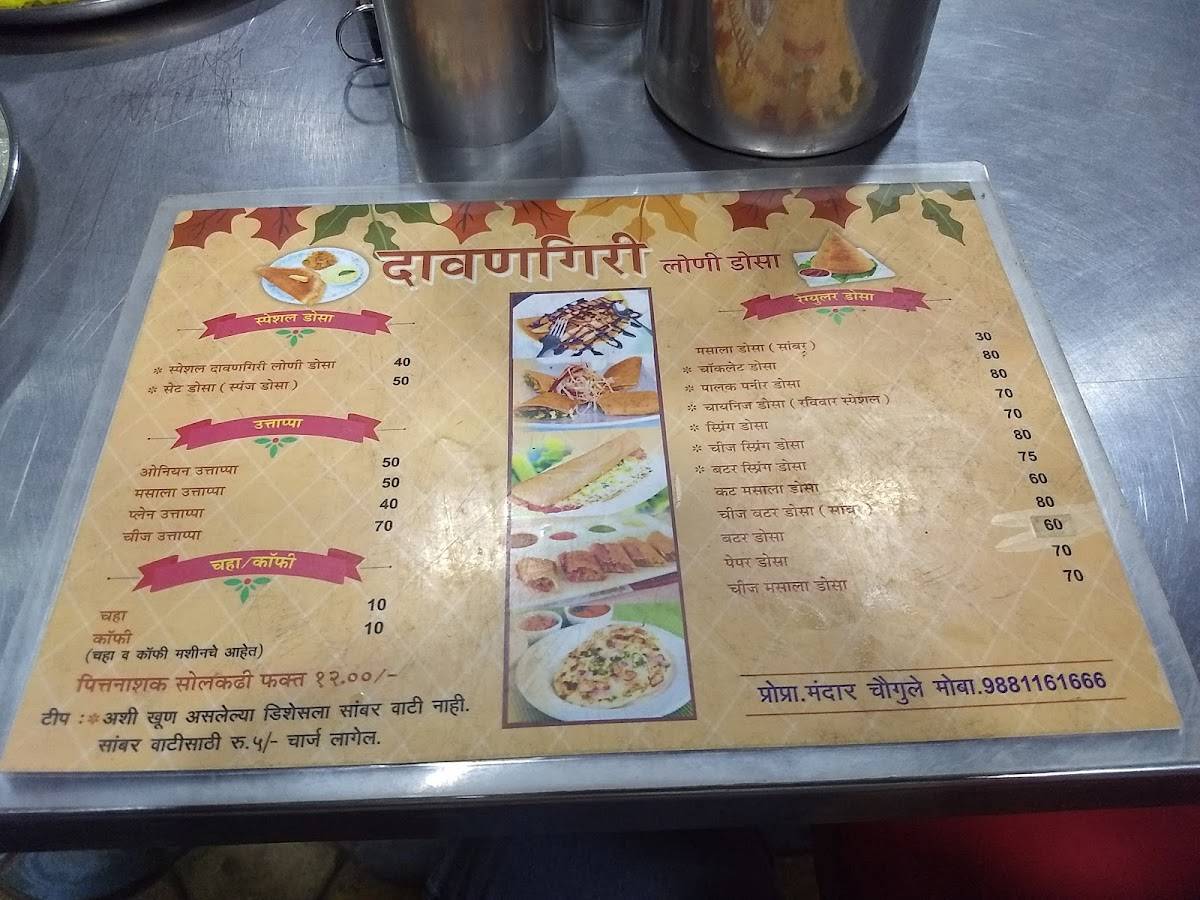 दावणगिरी लोणी डोसा
स्पेशल डोसा
* स्पेशल दावणगिरी लोणी डोसा 40
* सेट डोसा ( स्पंज डोसा ) 50
उत्ताप्पा
ओनियन उत्ताप्पा 50
मसाला उत्ताप्पा 50
प्लेन उत्ताप्पा 40
चीज उत्ताप्पा 70
चहा/कॉफी
चहा 10
कॉफी 10
(चहा व कॉफी मशीनचे आहेत)
पित्तनाशक सोलकढी फक्त १२.००/-
टीप :* अशी खूण असलेल्या डिशेसला सांबर वाटी नाही.
सांबर वाटीसाठी रु.५/- चार्ज लागेल.
रेग्युलर डोसा
मसाला डोसा ( सांबर ) 30
* चॉकलेट डोसा 80
* पालक पनीर डोसा 80
* चायनिज डोसा ( रविवार स्पेशल ) 70
* स्प्रिंग डोसा 70
* चीज स्प्रिंग डोसा 80
* बटर स्प्रिंग डोसा 75
कट मसाला डोसा 60
चीज बटर डोसा ( सांबर ) 80
बटर डोसा 60
पेपर डोसा 70
चीज मसाला डोसा 70
प्रोप्रा.मंदार चौगुले मोबा.9881161666